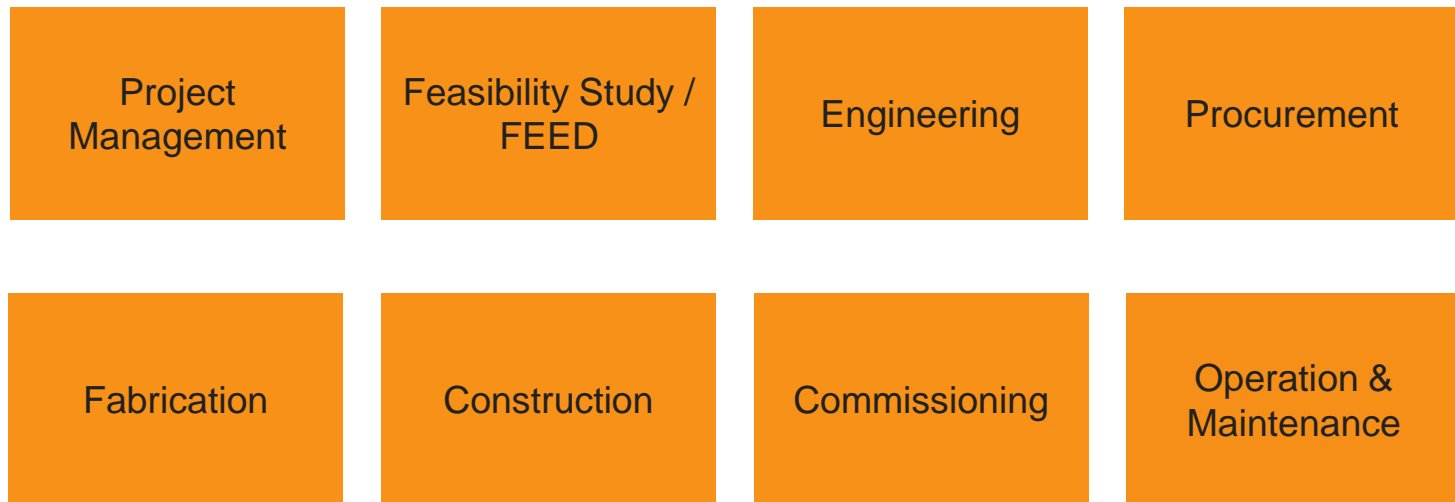 Project
Management
Feasibility Study /
FEED
Engineering
Procurement
Fabrication
Construction
Commissioning
Operation &
Maintenance